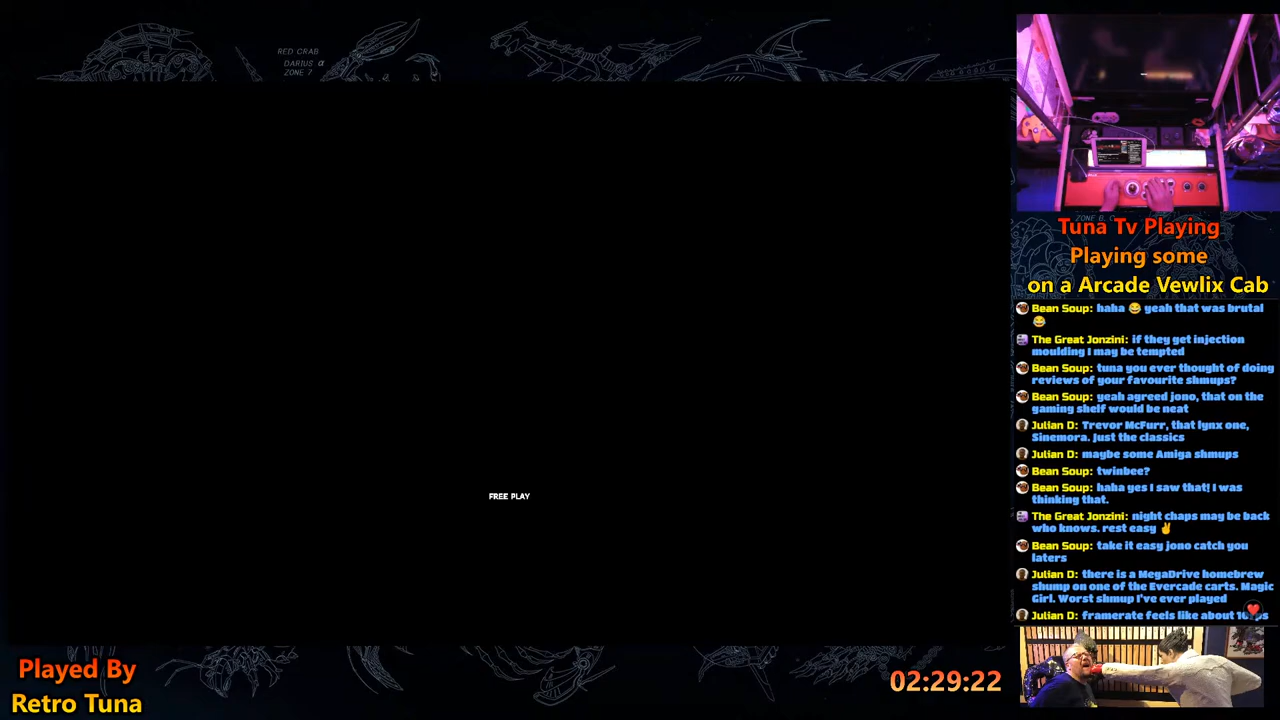 RED CRAB
DARIUS α
ZONE 7
FREE PLAY
Played By
Retro Tuna
02:29:22
Tuna Tv Playing
Playing some
on a Arcade Vewlix Cab
Bean Soup: haha 😂 yeah that was brutal
😂
The Great Jonzini: if they get injection
moulding I may be tempted
Bean Soup: tuna you ever thought of doing
reviews of your favourite shmups?
Bean Soup: yeah agreed jono, that on the
gaming shelf would be neat
Julian D: Trevor McFurr, that lynx one,
Sinemora. Just the classics
Julian D: maybe some Amiga shmups
Bean Soup: twinbee?
Bean Soup: haha yes I saw that! I was
thinking that.
The Great Jonzini: night chaps may be back
who knows. rest easy ✌
Bean Soup: take it easy jono catch you
laters
Julian D: there is a MegaDrive homebrew
shump on one of the Evercade carts. Magic
Girl. Worst shmup I've ever played
Julian D: framerate feels like about